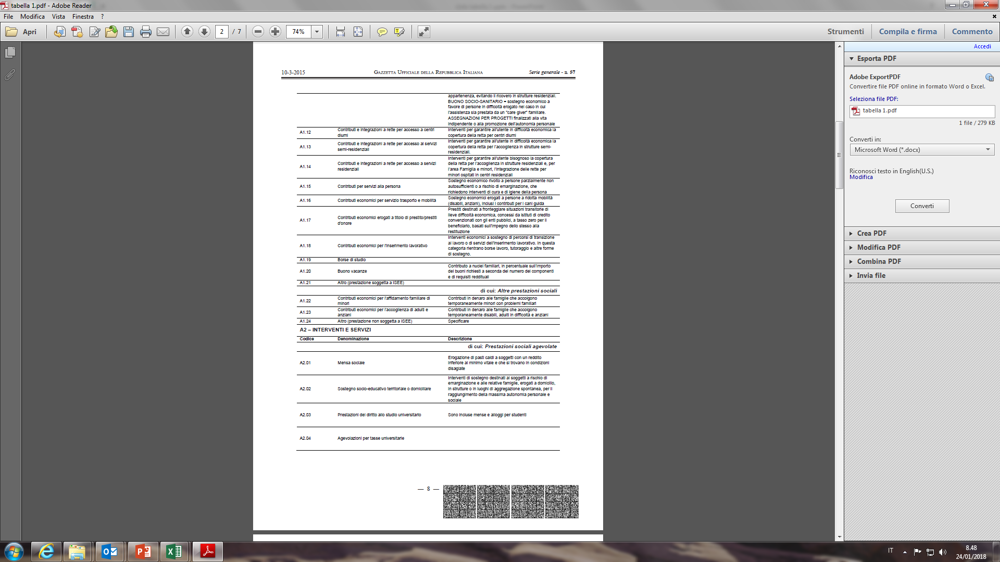 tabella 1.pdf - Adobe Reader
File Modifica Vista Finestra ?
Apri 2 / 7 74% Strumenti Compila e firma Commento
10-3-2015 GAZZETTA UFFICIALE DELLA REPUBBLICA ITALIANA Serie generale - n. 57
appartenenza, evitando il ricovero in strutture residenziali.
BUONO SOCIO-SANITARIO = sostegno economico a
favore di persone in difficoltà erogato nel caso in cui
l'assistenza sia prestata da un "care giver" familiare.
ASSEGNAZIONI PER PROGETTI finalizzati alla vita
indipendente o alla promozione dell'autonomia personale
A1.12
Contributi e integrazioni a rette per accesso a centri
diurni
Interventi per garantire all'utente in difficoltà economica la
copertura della retta per centri diurni
A1.13
Contributi e integrazioni a rette per accesso ai servizi
semi-residenziali
Interventi per garantire all'utente in difficoltà economica la
copertura della retta per l'accoglienza in strutture semi-
residenziali.
A1.14
Contributi e integrazioni a rette per accesso a servizi
residenziali
Interventi per garantire all'utente bisognoso la copertura
della retta per l'accoglienza in strutture residenziali e, per
l'area Famiglia e minori, l'integrazione delle rette per
minori ospitati in centri residenziali
A1.15
Contributi per servizi alla persona
Sostegno economico rivolto a persone parzialmente non
autosufficienti o a rischio di emarginazione, che
richiedono interventi di cura e di igiene della persona
A1.16
Contributi economici per servizio trasporto e mobilità
Sostegno economici erogati a persone a ridotta mobilità
(disabili, anziani), inclusi i contributi per i cani guida
A1.17
Contributi economici erogati a titolo di prestito/prestiti
d'onore
Prestiti destinati a fronteggiare situazioni transitorie di
lieve difficoltà economica, concessi da istituti di credito
convenzionati con gli enti pubblici, a tasso zero per il
beneficiario, basati sull'impegno dello stesso alla
restituzione
A1.18
Contributi economici per l'inserimento lavorativo
Interventi economici a sostegno di percorsi di transizione
al lavoro o di servizi dell'inserimento lavorativo. In questa
categoria rientrano borse lavoro, tutoraggio e altre forme
di sostegno.
A1.19 Borse di studio
A1.20
Buono vacanze
Contributo a nuclei familiari, in percentuale sull'importo
dei buoni richiesti a seconda del numero dei componenti
e di requisiti reddituali
A1.21 Altro (prestazione soggetta a ISEE)
di cui: Altre prestazioni sociali
A1.22
Contributi economici per l'affidamento familiare di
minori
Contributi in denaro alle famiglie che accolgono
temporaneamente minori con problemi familiari
A1.23
Contributi economici per l'accoglienza di adulti e
anziani
Contributi in denaro alle famiglie che accolgono
temporaneamente disabili, adulti in difficoltà e anziani
A1.24 Altro (prestazione non soggetta a ISEE) Specificare
A2 – INTERVENTI E SERVIZI
Codice Denominazione Descrizione
di cui: Prestazioni sociali agevolate
A2.01
Mensa sociale
Erogazione di pasti caldi a soggetti con un reddito
inferiore al minimo vitale e che si trovano in condizioni
disagiate
A2.02
Sostegno socio-educativo territoriale o domiciliare
Interventi di sostegno destinati ai soggetti a rischio di
emarginazione e alle relative famiglie, erogati a domicilio,
in strutture o in luoghi di aggregazione spontanea, per il
raggiungimento della massima autonomia personale e
sociale
A2.03 Prestazioni del diritto allo studio universitario Sono incluse mense e alloggi per studenti
A2.04 Agevolazioni per tasse universitarie
— 8 —
Accedi
Esporta PDF
Adobe ExportPDF
Convertire file PDF online in formato Word o Excel.
Seleziona file PDF:
tabella 1.pdf
1 file / 279 KB
Converti in:
Microsoft Word (*.docx)
Riconosci testo in English(U.S.)
Modifica
Converti
Crea PDF
Modifica PDF
Combina PDF
Invia file
IT
8.48
24/01/2018